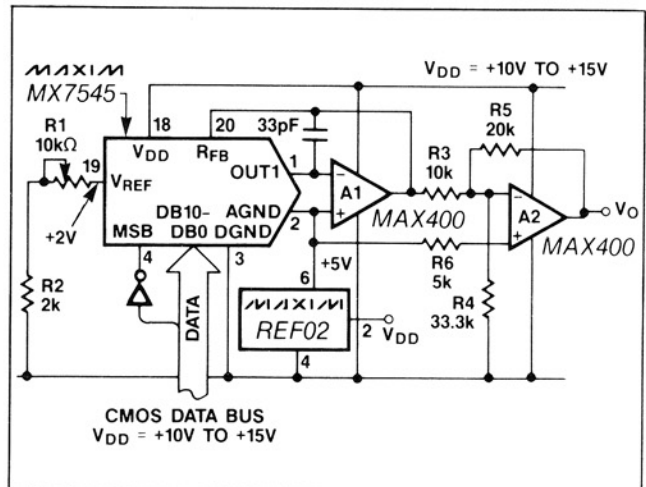 MAXIM
MX7545
R1
10kΩ
19
+2V
R2
2k
18
20
VDD
RFB
VREF
OUT1
1
MSB
DB10-
DB0
AGND
2
DGND
4
3
DATA
33pF
A1
MAX400
R3
10k
VDD = +10V TO +15V
R5
20k
A2
MAX400
VO
+5V
R6
5k
R4
33.3k
6
MAXIM
REF02
2
VDD
4
CMOS DATA BUS
VDD = +10V TO +15V